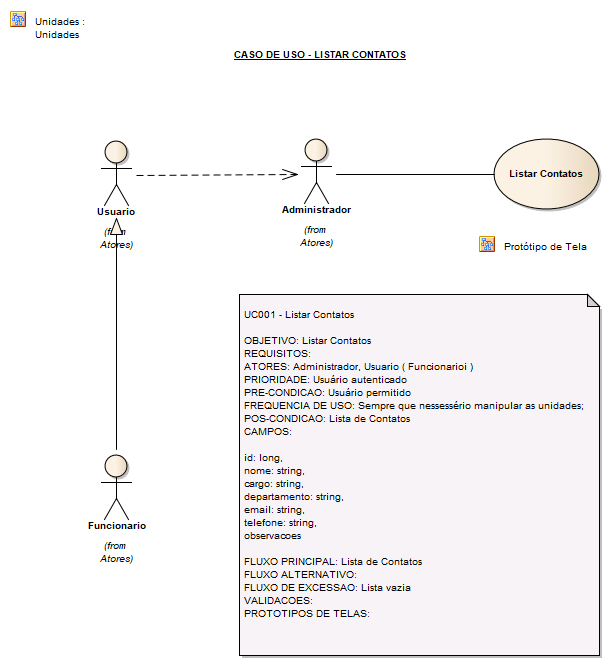 Unidades :
Unidades
CASO DE USO - LISTAR CONTATOS
Usuario
(from
Atores)
Administrador
(from
Atores)
Listar Contatos
Protótipo de Tela
UC001 - Listar Contatos
OBJETIVO: Listar Contatos
REQUISITOS:
ATORES: Administrador, Usuario ( Funcionarioi )
PRIORIDADE: Usuário autenticado
PRE-CONDICAO: Usuário permitido
FREQUENCIA DE USO: Sempre que nessessério manipular as unidades;
POS-CONDICAO: Lista de Contatos
CAMPOS:
id: long,
nome: string,
cargo: string,
departamento: string,
email: string,
telefone: string,
observacoes
FLUXO PRINCIPAL: Lista de Contatos
FLUXO ALTERNATIVO:
FLUXO DE EXCESSAO: Lista vazia
VALIDACOES:
PROTOTIPOS DE TELAS:
Funcionario
(from
Atores)